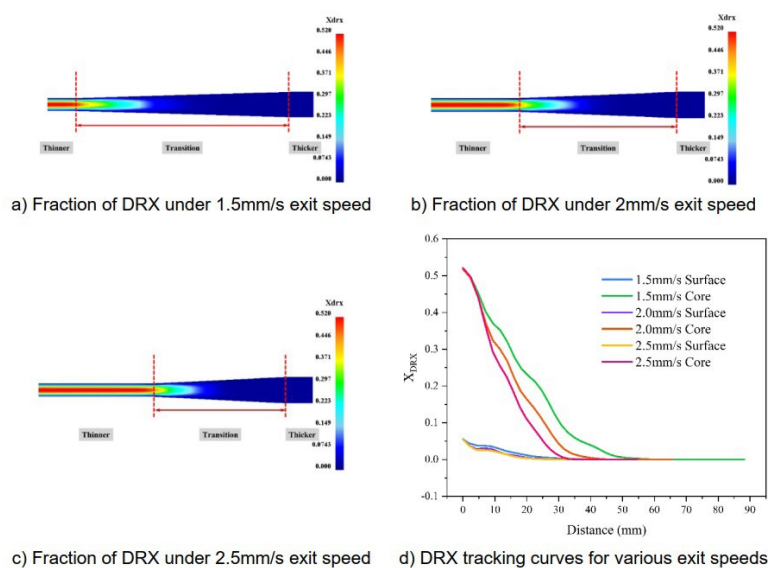 Xdrx
0.520
0.446
0.371
0.297
0.223
0.149
0.0743
0.000
Thinner
Transition
Thicker
a) Fraction of DRX under 1.5mm/s exit speed
Xdrx
0.520
0.446
0.371
0.297
0.223
0.149
0.0743
0.000
Thinner
Transition
Thicker
b) Fraction of DRX under 2mm/s exit speed
Xdrx
0.520
0.446
0.371
0.297
0.223
0.149
0.0743
0.000
Thinner
Transition
Thicker
c) Fraction of DRX under 2.5mm/s exit speed
0.6
0.5
0.4
0.3
0.2
0.1
0.0
-0.1
X_DRX
1.5mm/s Surface
1.5mm/s Core
2.0mm/s Surface
2.0mm/s Core
2.5mm/s Surface
2.5mm/s Core
0 10 20 30 40 50 60 70 80 90
Distance (mm)
d) DRX tracking curves for various exit speeds